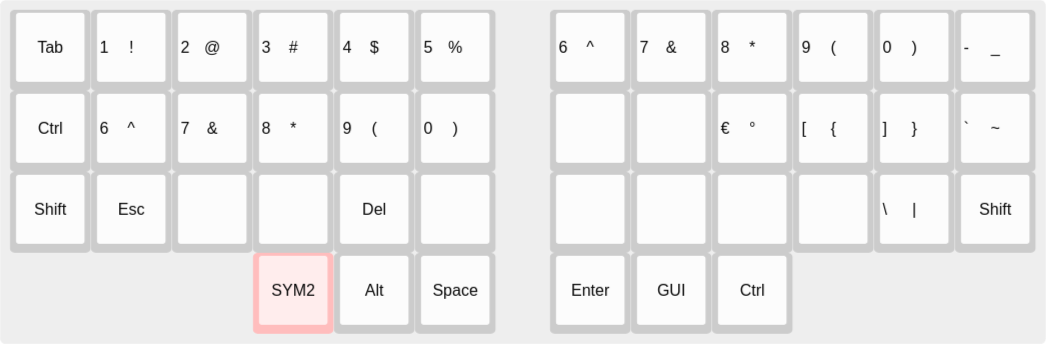 Tab 1 ! 2 @ 3 # 4 $ 5 % 6 ^ 7 & 8 * 9 ( 0 ) - _
Ctrl 6 ^ 7 & 8 * 9 ( 0 ) € ° [ { ] } ` ~
Shift Esc Del \ | Shift
SYM2 Alt Space Enter GUI Ctrl